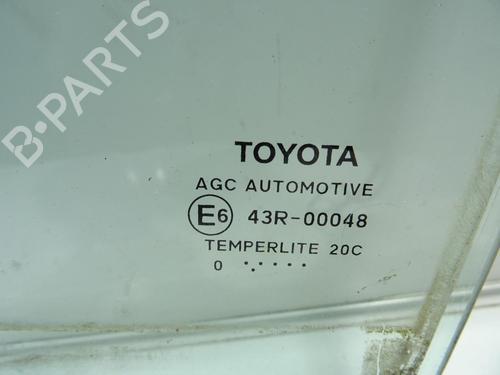 B-PARTS
TOYOTA
AGC AUTOMOTIVE
E6 43R-00048
TEMPERLITE 20C
0 .......